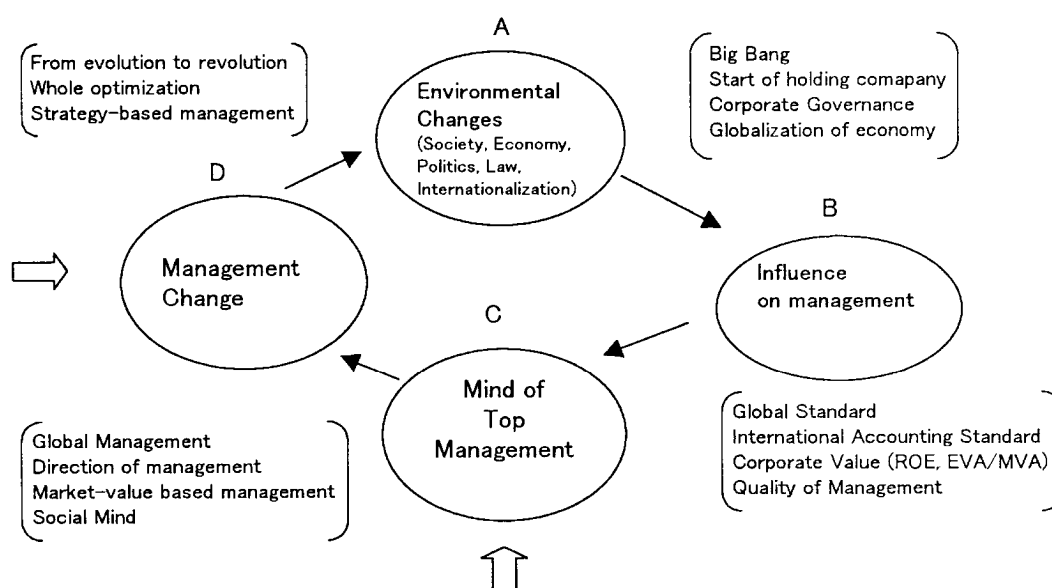 A
From evolution to revolution
Whole optimization
Strategy-based management
Environmental
Changes
(Society, Economy,
Politics, Law,
Internationalization)
Big Bang
Start of holding comapany
Corporate Governance
Globalization of economy
D
Management
Change
B
Influence
on management
C
Mind of
Top
Management
Global Management
Direction of management
Market-value based management
Social Mind
Global Standard
International Accounting Standard
Corporate Value (ROE, EVA/MVA)
Quality of Management